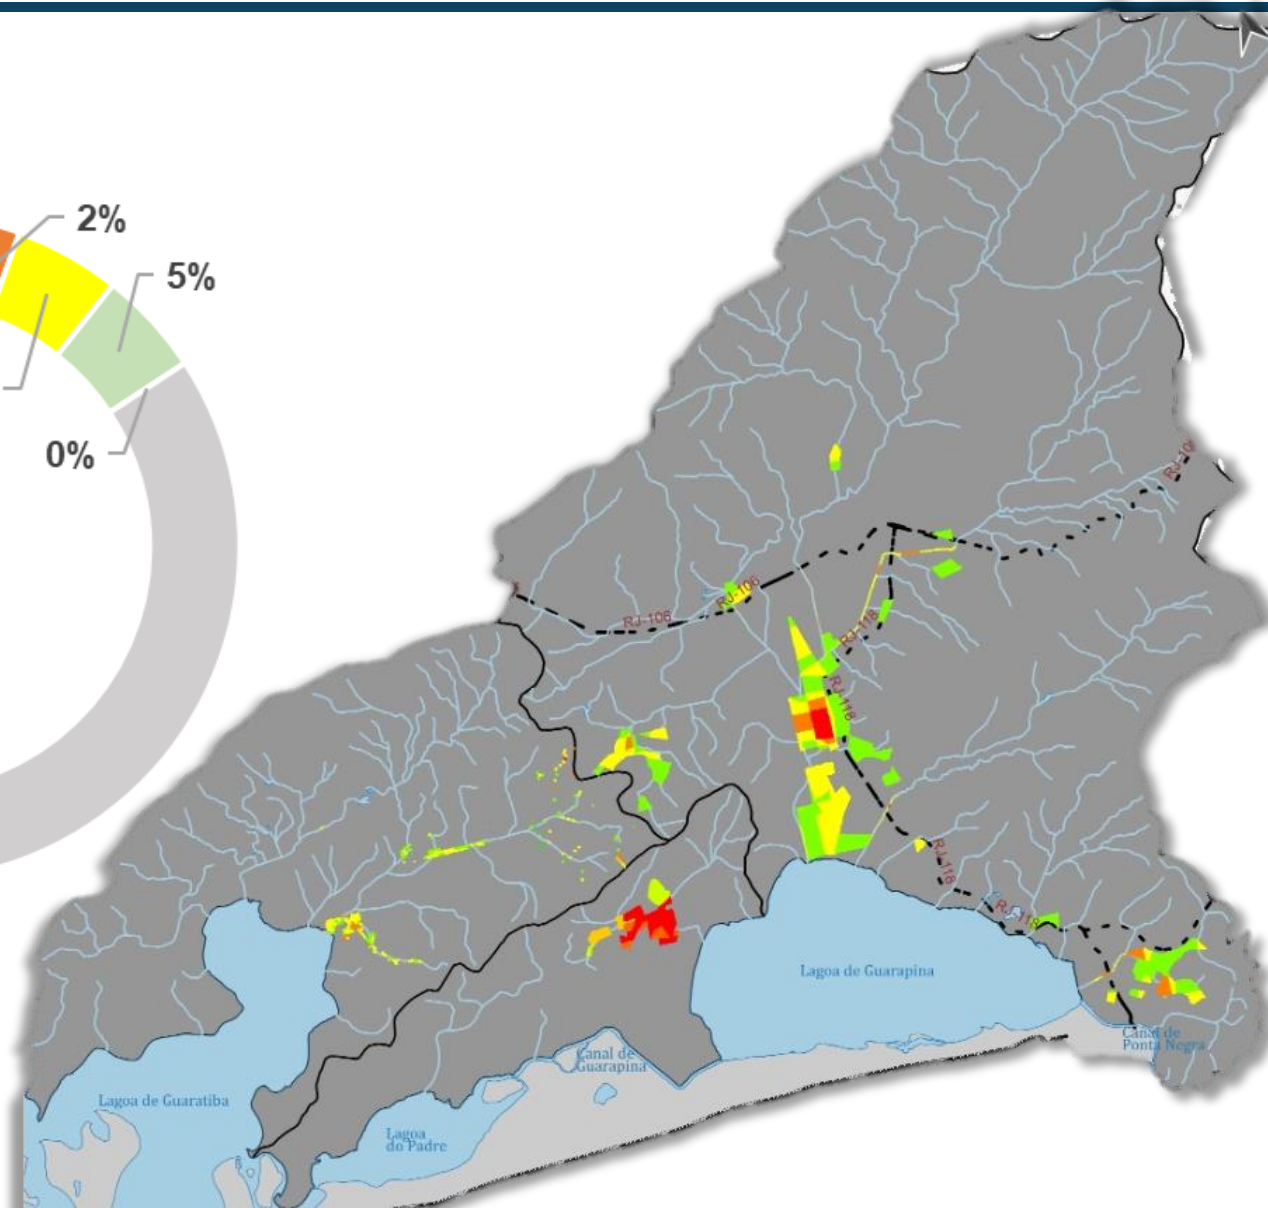 2%
5%
0%
RJ-106
RJ-106
RJ-118
RJ-118
RJ-118
RJ-118
Lagoa de Guarapina
Canal de
Ponta Negra
Canal de
Guarapina
Lagoa de Guaratiba
Lagoa
do Padre